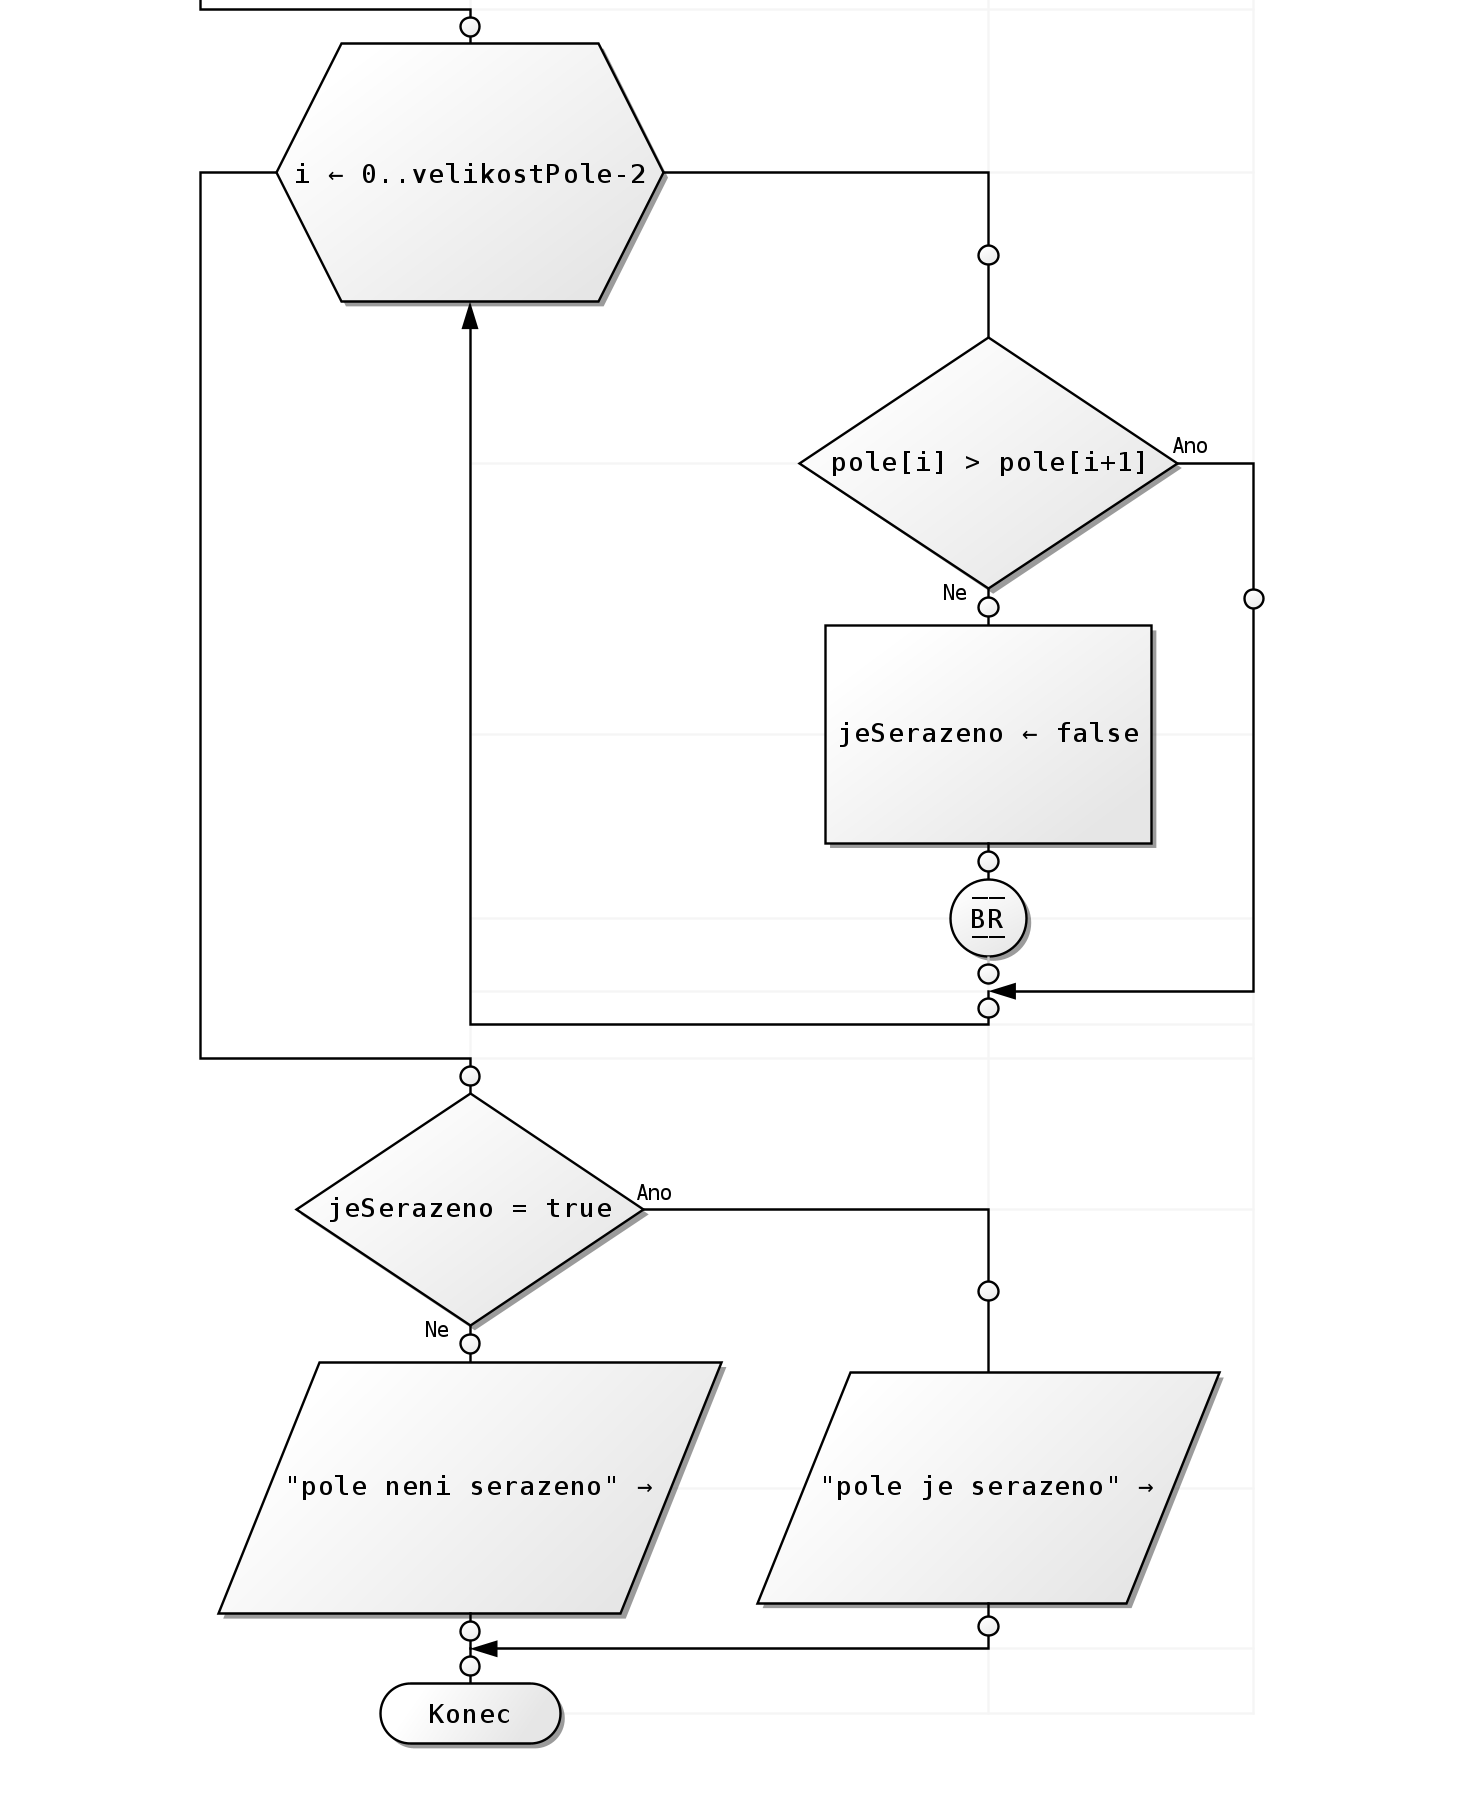 i ← 0..velikostPole-2
pole[i] > pole[i+1]
Ano
Ne
jeSerazeno ← false
BR
jeSerazeno = true
Ano
Ne
"pole neni serazeno" →
"pole je serazeno" →
Konec